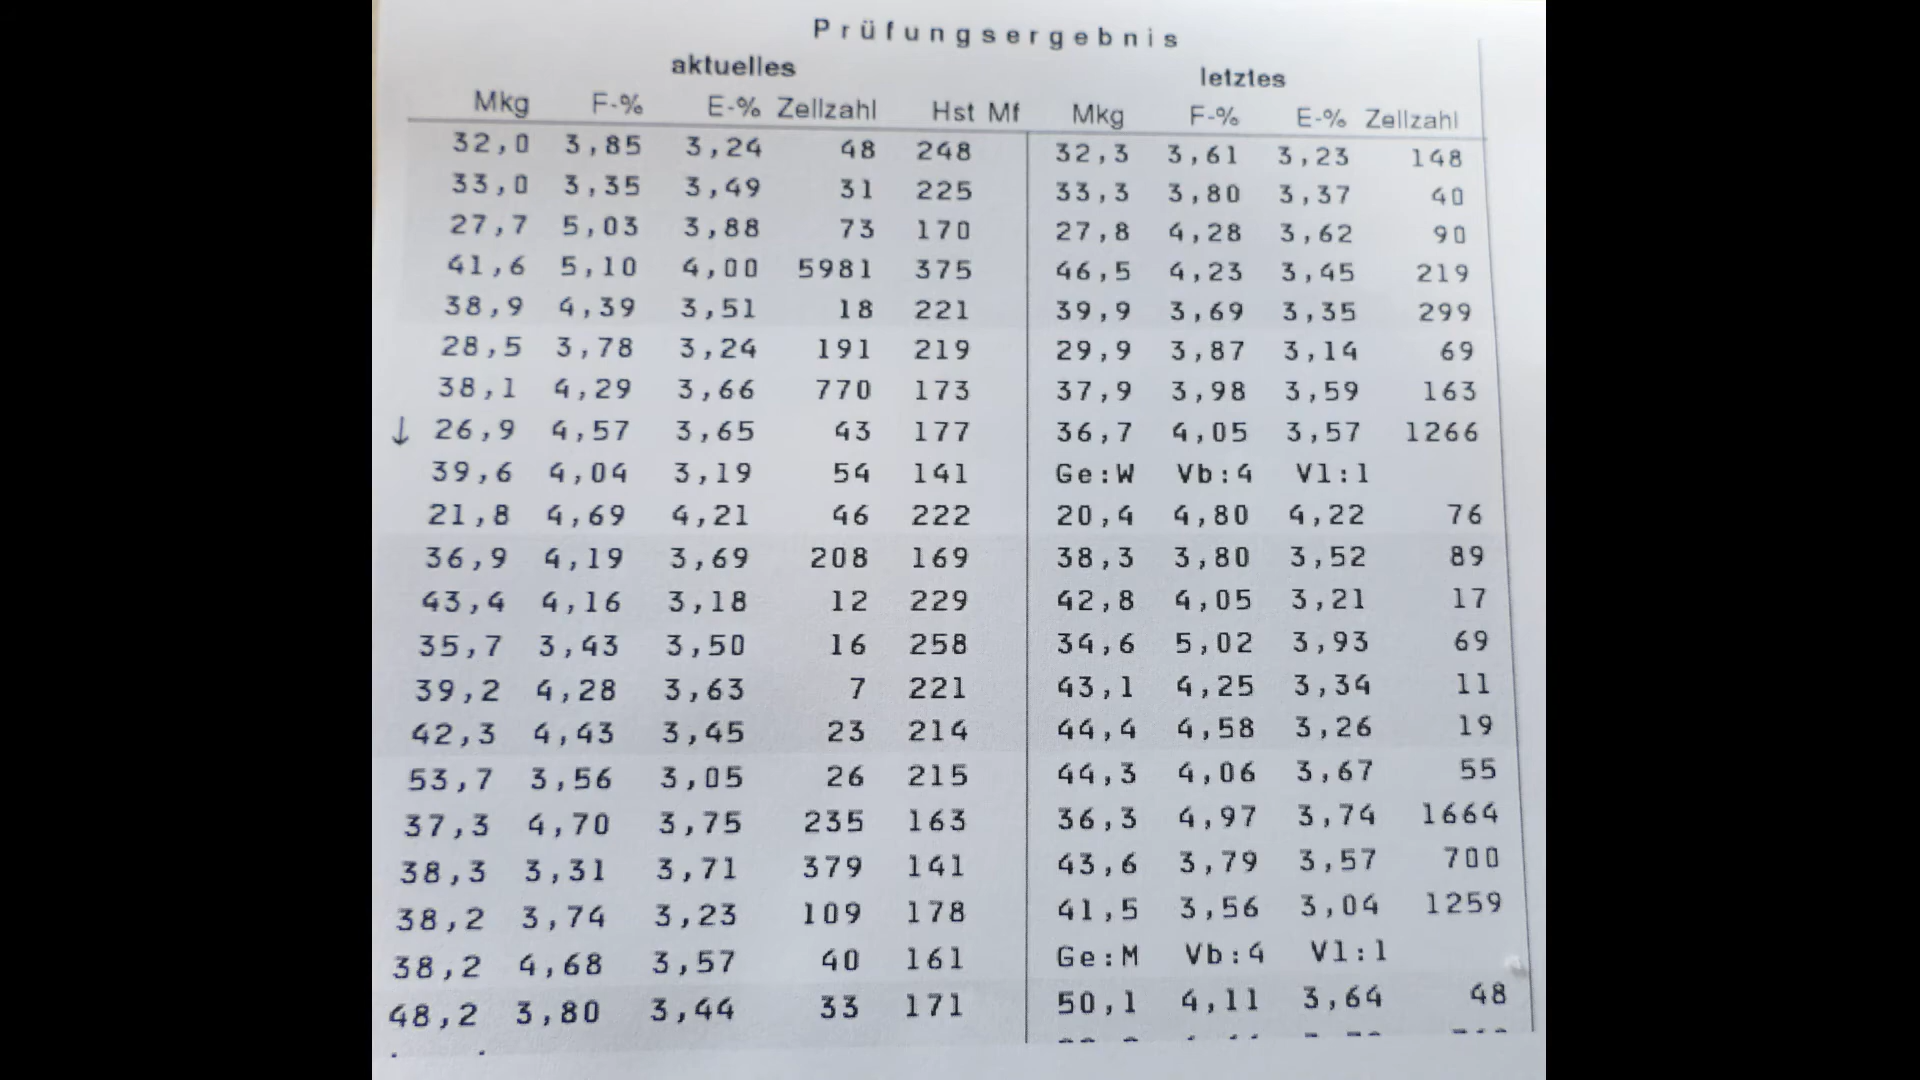 Prüfungsergebnis
aktuelles letztes
Mkg F-% E-% Zellzahl Hst Mf Mkg F-% E-% Zellzahl
32,0 3,85 3,24 48 248 32,3 3,61 3,23 148
33,0 3,35 3,49 31 225 33,3 3,80 3,37 40
27,7 5,03 3,88 73 170 27,8 4,28 3,62 90
41,6 5,10 4,00 5981 375 46,5 4,23 3,45 219
38,9 4,39 3,51 18 221 39,9 3,69 3,35 299
28,5 3,78 3,24 191 219 29,9 3,87 3,14 69
38,1 4,29 3,66 770 173 37,9 3,98 3,59 163
↓ 26,9 4,57 3,65 43 177 36,7 4,05 3,57 1266
39,6 4,04 3,19 54 141 Ge:W Vb:4 Vl:1
21,8 4,69 4,21 46 222 20,4 4,80 4,22 76
36,9 4,19 3,69 208 169 38,3 3,80 3,52 89
43,4 4,16 3,18 12 229 42,8 4,05 3,21 17
35,7 3,43 3,50 16 258 34,6 5,02 3,93 69
39,2 4,28 3,63 7 221 43,1 4,25 3,34 11
42,3 4,43 3,45 23 214 44,4 4,58 3,26 19
53,7 3,56 3,05 26 215 44,3 4,06 3,67 55
37,3 4,70 3,75 235 163 36,3 4,97 3,74 1664
38,3 3,31 3,71 379 141 43,6 3,79 3,57 700
38,2 3,74 3,23 109 178 41,5 3,56 3,04 1259
38,2 4,68 3,57 40 161 Ge:M Vb:4 Vl:1
48,2 3,80 3,44 33 171 50,1 4,11 3,64 48